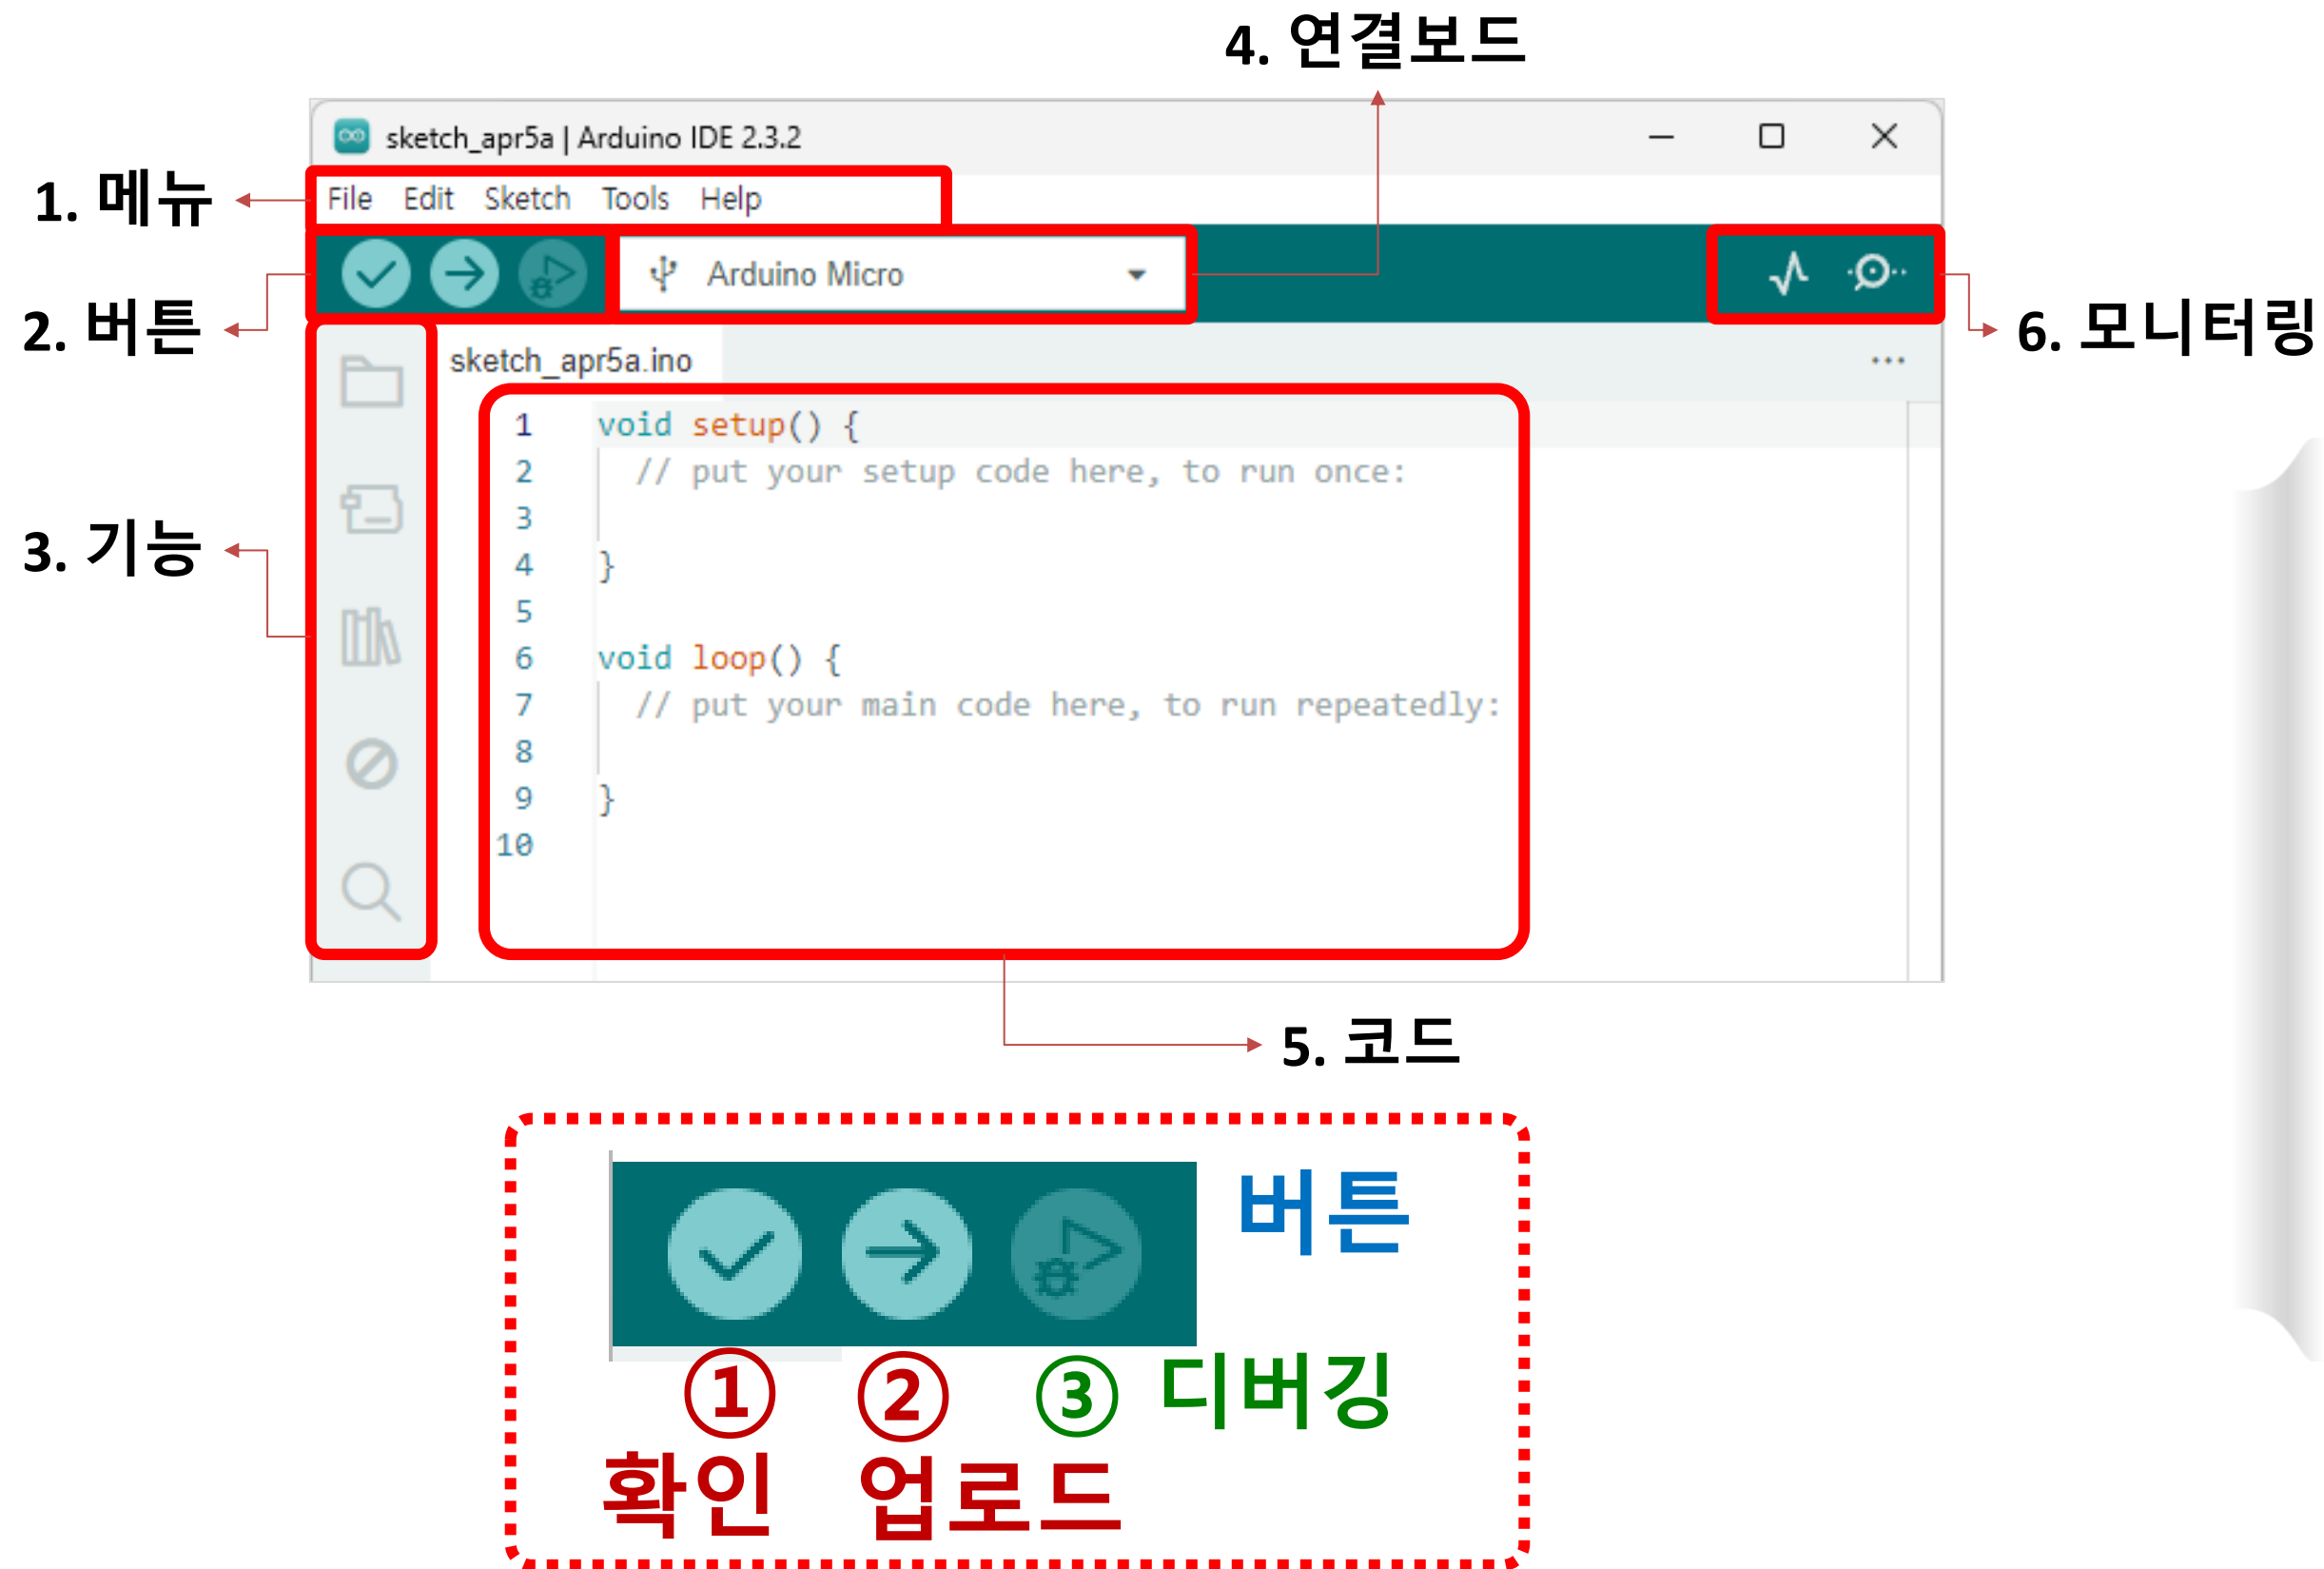 4. 연결보드
sketch_apr5a | Arduino IDE 2.3.2
1. 메뉴
File Edit Sketch Tools Help
2. 버튼
Arduino Micro
6. 모니터링
sketch_apr5a.ino
3. 기능
1 void setup() {
2 // put your setup code here, to run once:
3
4 }
5
6 void loop() {
7 // put your main code here, to run repeatedly:
8
9 }
10
5. 코드
버튼
① ② ③ 디버깅
확인 업로드